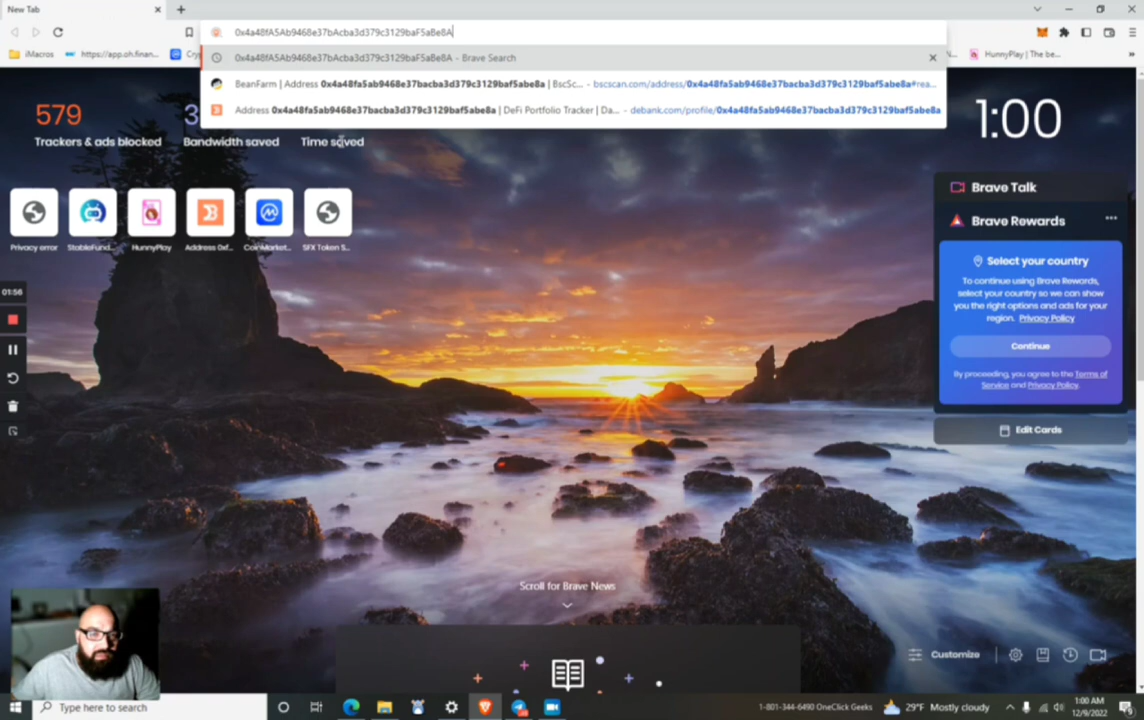 New Tab
0x4a48fA5Ab9468e37bAcba3d379c3129baF5aBe8A
iMacros
https://app.oh.finan...
HunnyPlay | The be...
0x4a48fA5Ab9468e37bAcba3d379c3129baF5aBe8A - Brave Search
BeanFarm | Address 0x4a48fa5ab9468e37bacba3d379c3129baf5abe8a | BscSc... - bscscan.com/address/0x4a48fa5ab9468e37bacba3d379c3129baf5abe8a#rea...
Address 0x4a48fa5ab9468e37bacba3d379c3129baf5abe8a | DeFi Portfolio Tracker | Da... - debank.com/profile/0x4a48fa5ab9468e37bacba3d379c3129baf5abe8a
579
Trackers & ads blocked
Bandwidth saved
Time saved
1:00
Privacy error
StableFund...
HunnyPlay
Address 0xf...
CoinMarket...
SFX Token S...
Brave Talk
Brave Rewards
Select your country
To continue using Brave Rewards,
select your country so we can show
you the right options and ads for your
region. Privacy Policy
Continue
By proceeding, you agree to the Terms of
Service and Privacy Policy.
Edit Cards
01:56
Scroll for Brave News
Customize
Type here to search
1-801-344-6490 OneClick Geeks
29°F Mostly cloudy
1:00 AM
12/9/2022